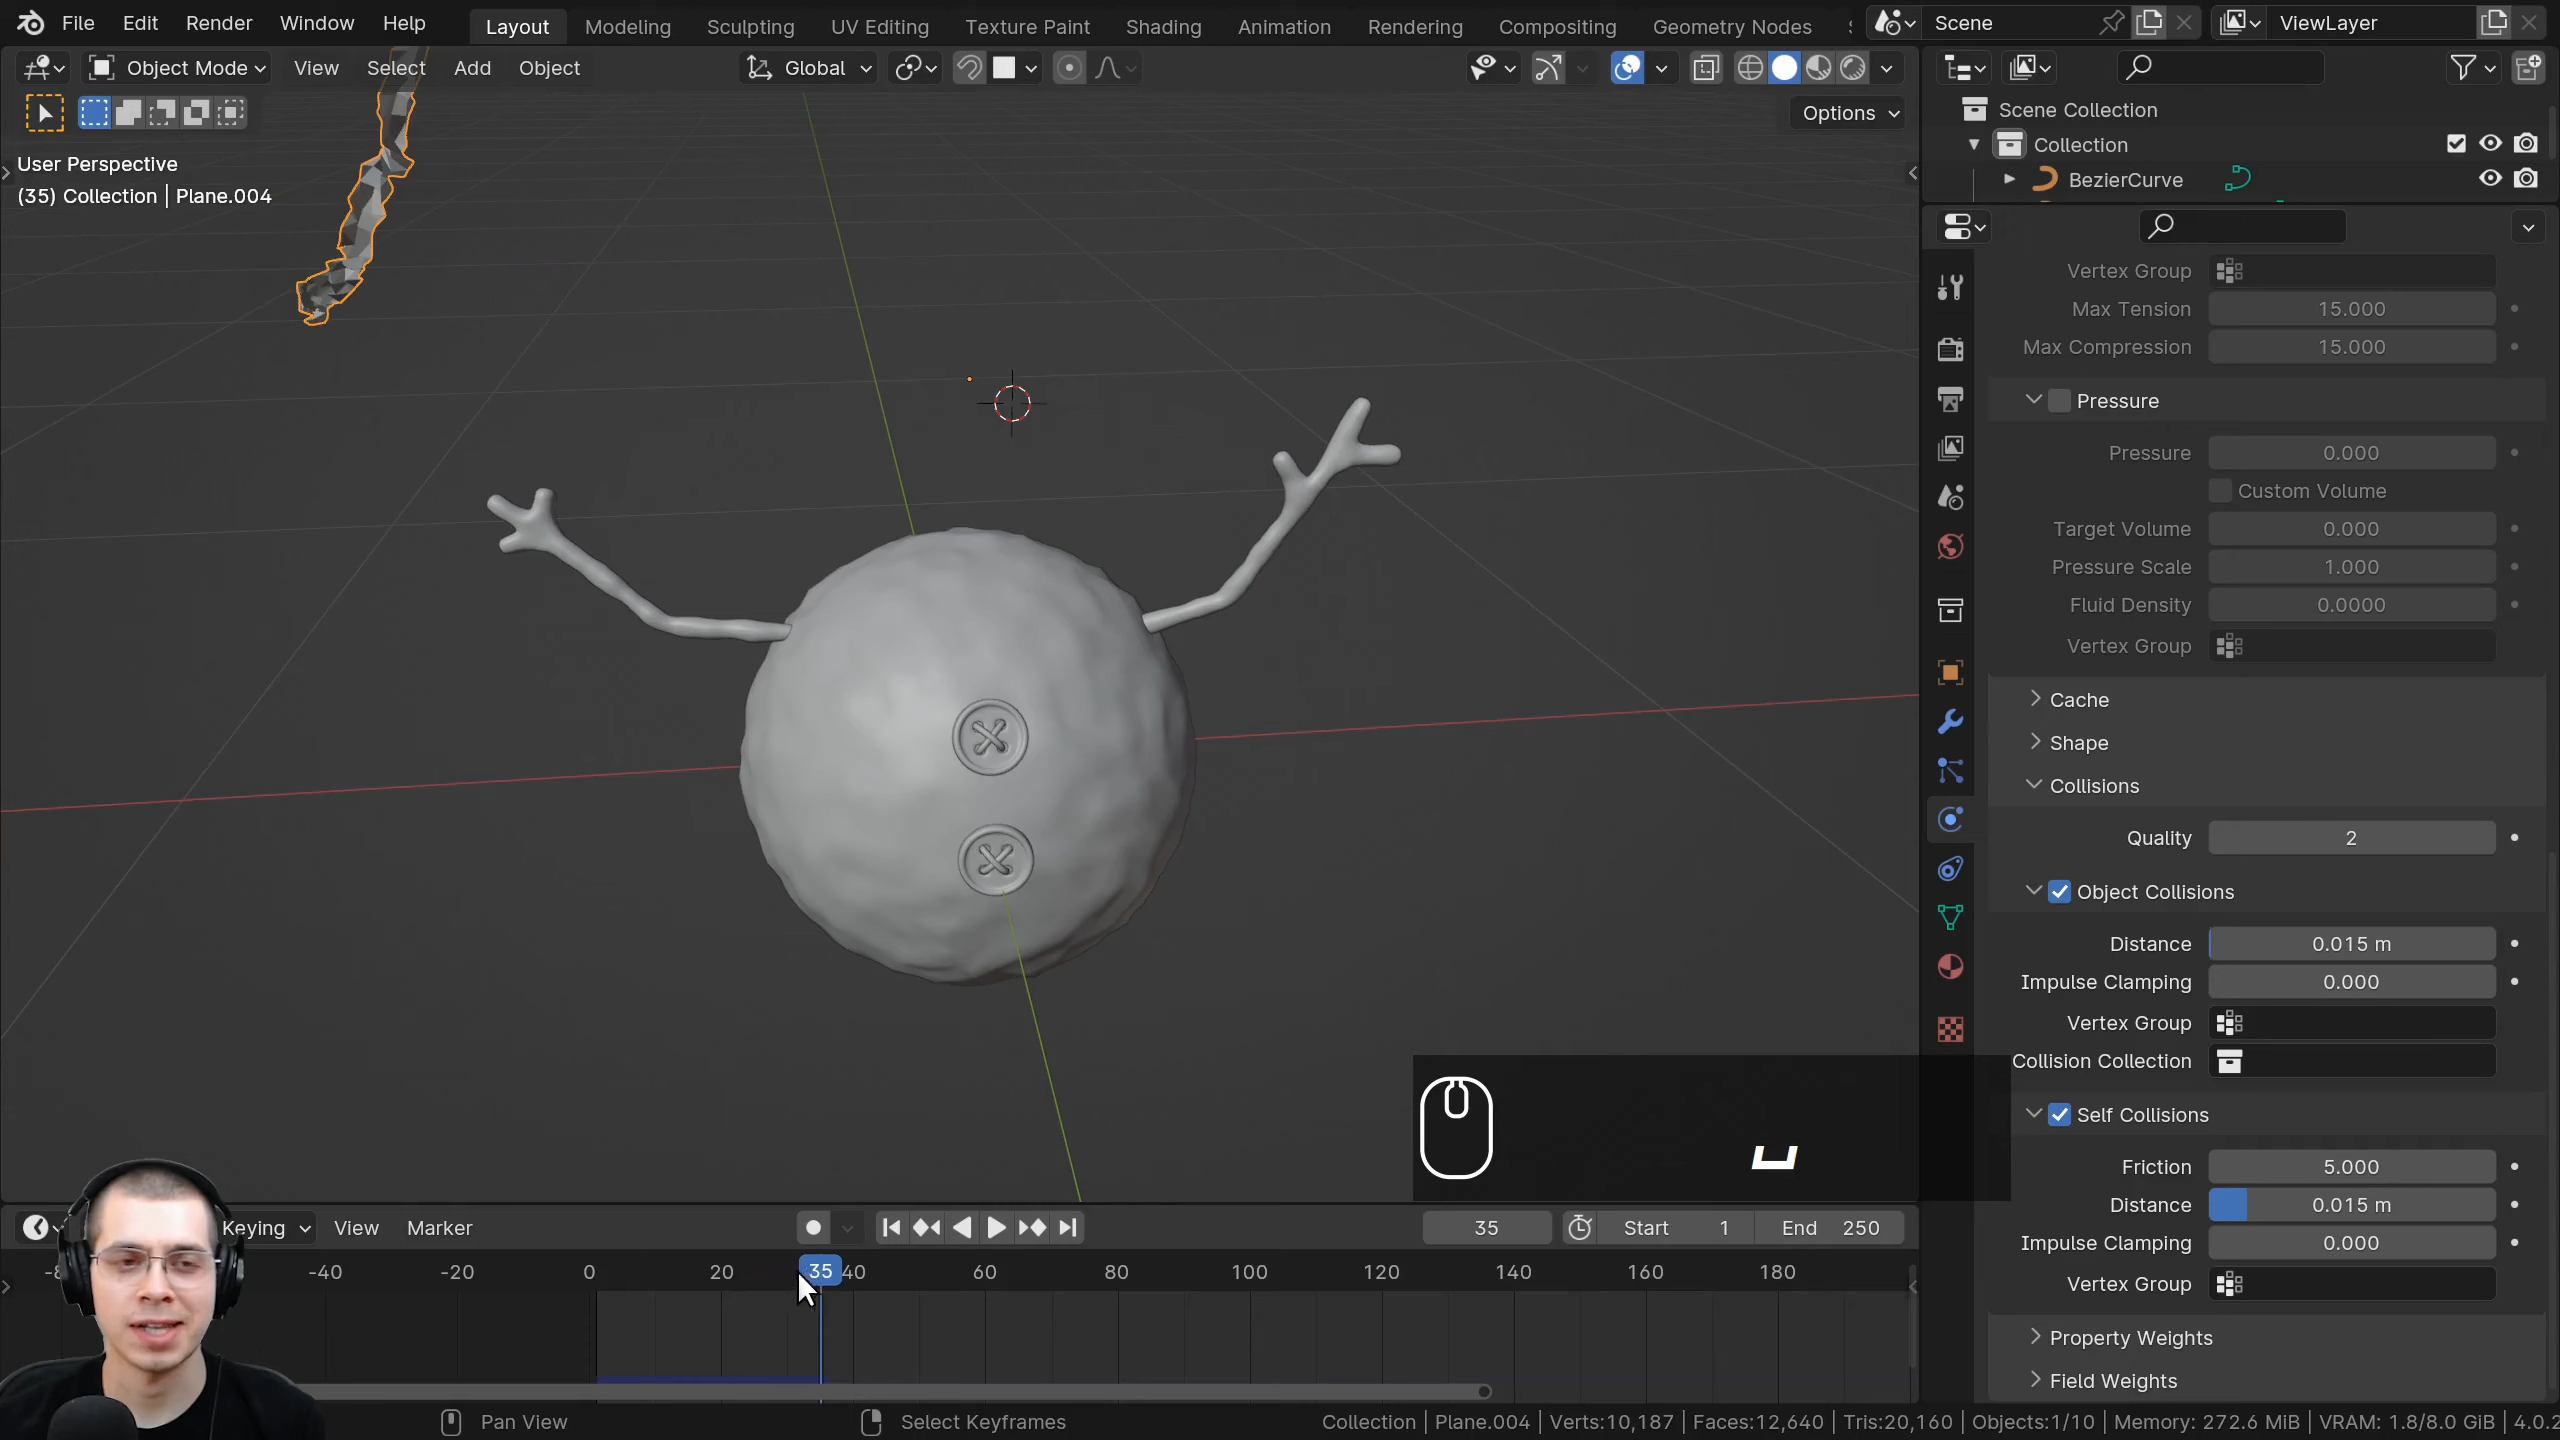 File Edit Render Window Help Layout Modeling Sculpting UV Editing Texture Paint Shading Animation Rendering Compositing Geometry Nodes Scene ViewLayer
Object Mode View Select Add Object Global
Options
User Perspective
(35) Collection | Plane.004
Scene Collection
Collection
BezierCurve
Vertex Group
Max Tension 15.000
Max Compression 15.000
Pressure
Pressure 0.000
Custom Volume
Target Volume 0.000
Pressure Scale 1.000
Fluid Density 0.0000
Vertex Group
Cache
Shape
Collisions
Quality 2
Object Collisions
Distance 0.015 m
Impulse Clamping 0.000
Vertex Group
Collision Collection
Self Collisions
Friction 5.000
Distance 0.015 m
Impulse Clamping 0.000
Vertex Group
Property Weights
Field Weights
Keying View Marker 35 Start 1 End 250
-40 -20 0 20 35 40 60 80 100 120 140 160 180
Pan View Select Keyframes Collection | Plane.004 | Verts:10,187 | Faces:12,640 | Tris:20,160 | Objects:1/10 | Memory: 272.6 MiB | VRAM: 1.8/8.0 GiB | 4.0.2